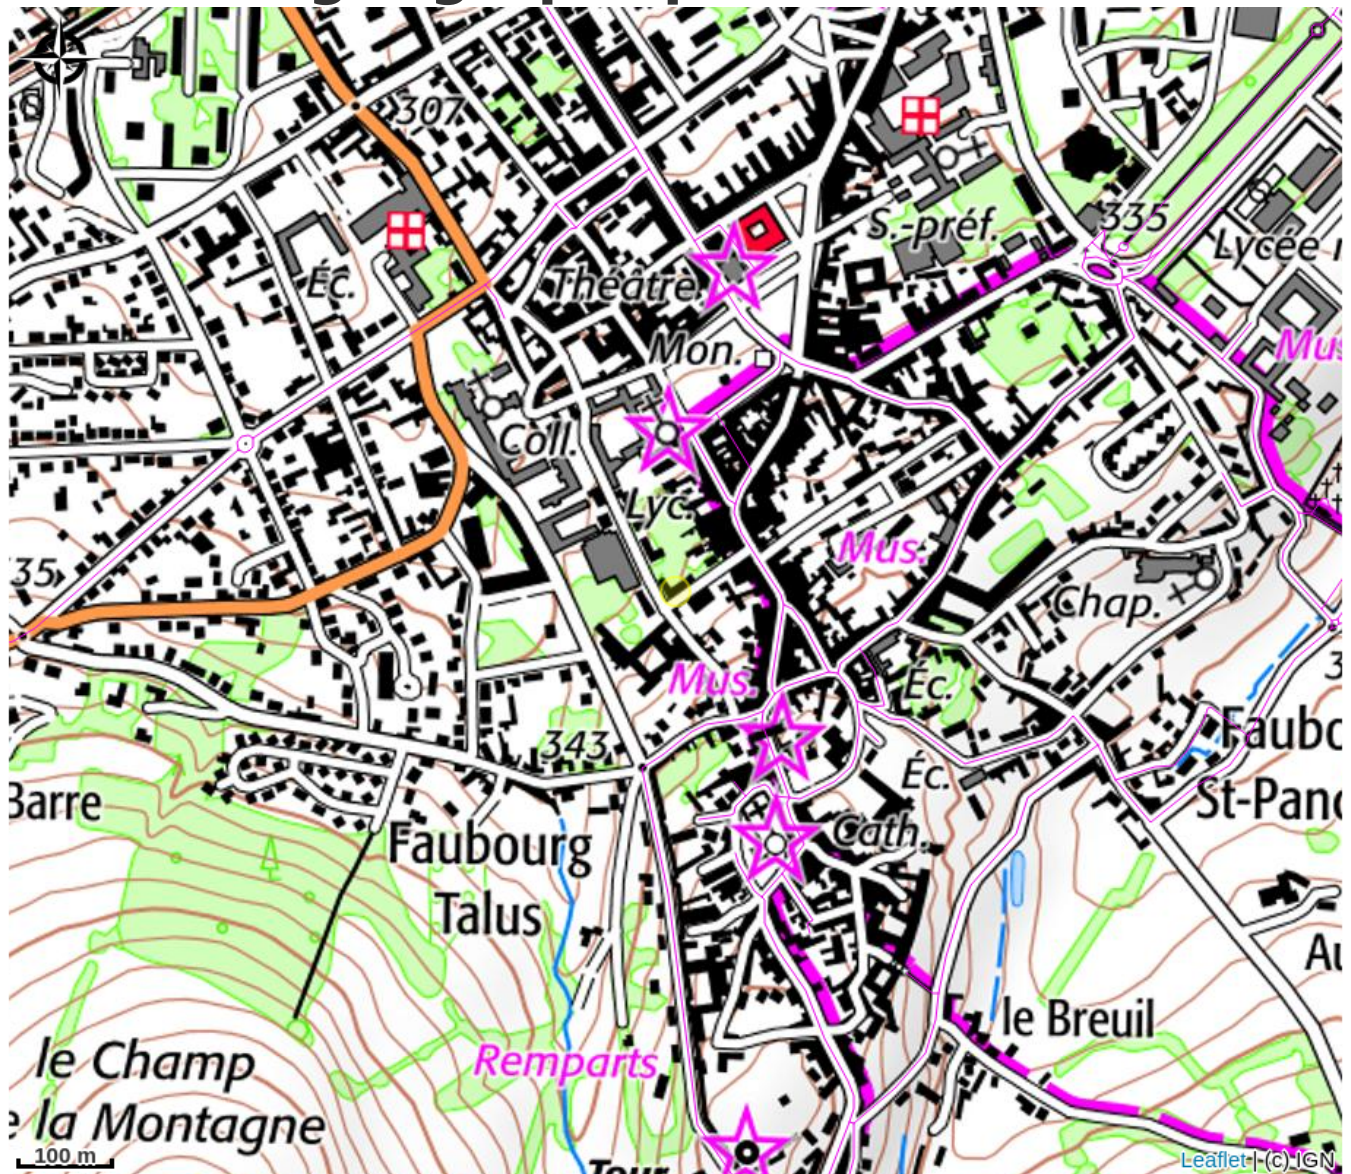 307
335
S.-préf.
Lycée
Éc.
Théâtre
Mon.
Mus
Coll.
Lyc.
Mus.
35
Chap.
Mus.
Éc.
343
Faubo
Éc.
St-Panc
Barre
Faubourg
Cath.
Talus
Au
le Breuil
le Champ
Remparts
e la Montagne
100 m
Tour
Leaflet | (c) IGN